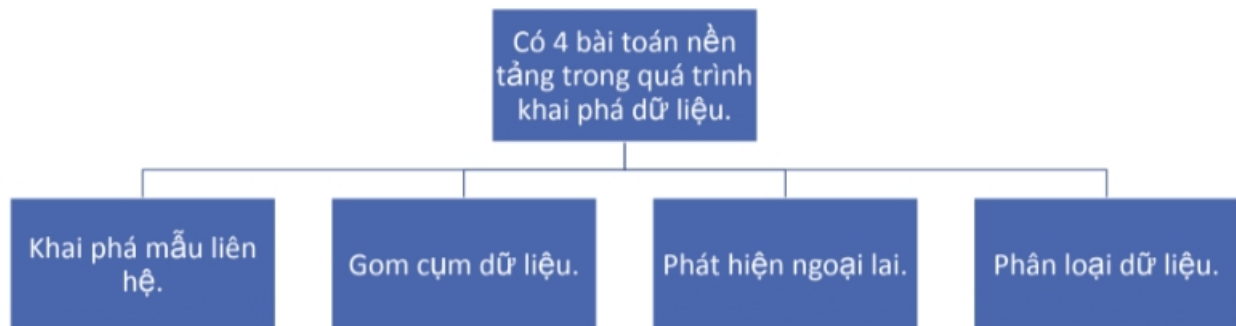 Có 4 bài toán nền
tảng trong quá trình
khai phá dữ liệu.
Khai phá mẫu liên
hệ.
Gom cụm dữ liệu.
Phát hiện ngoại lai.
Phân loại dữ liệu.